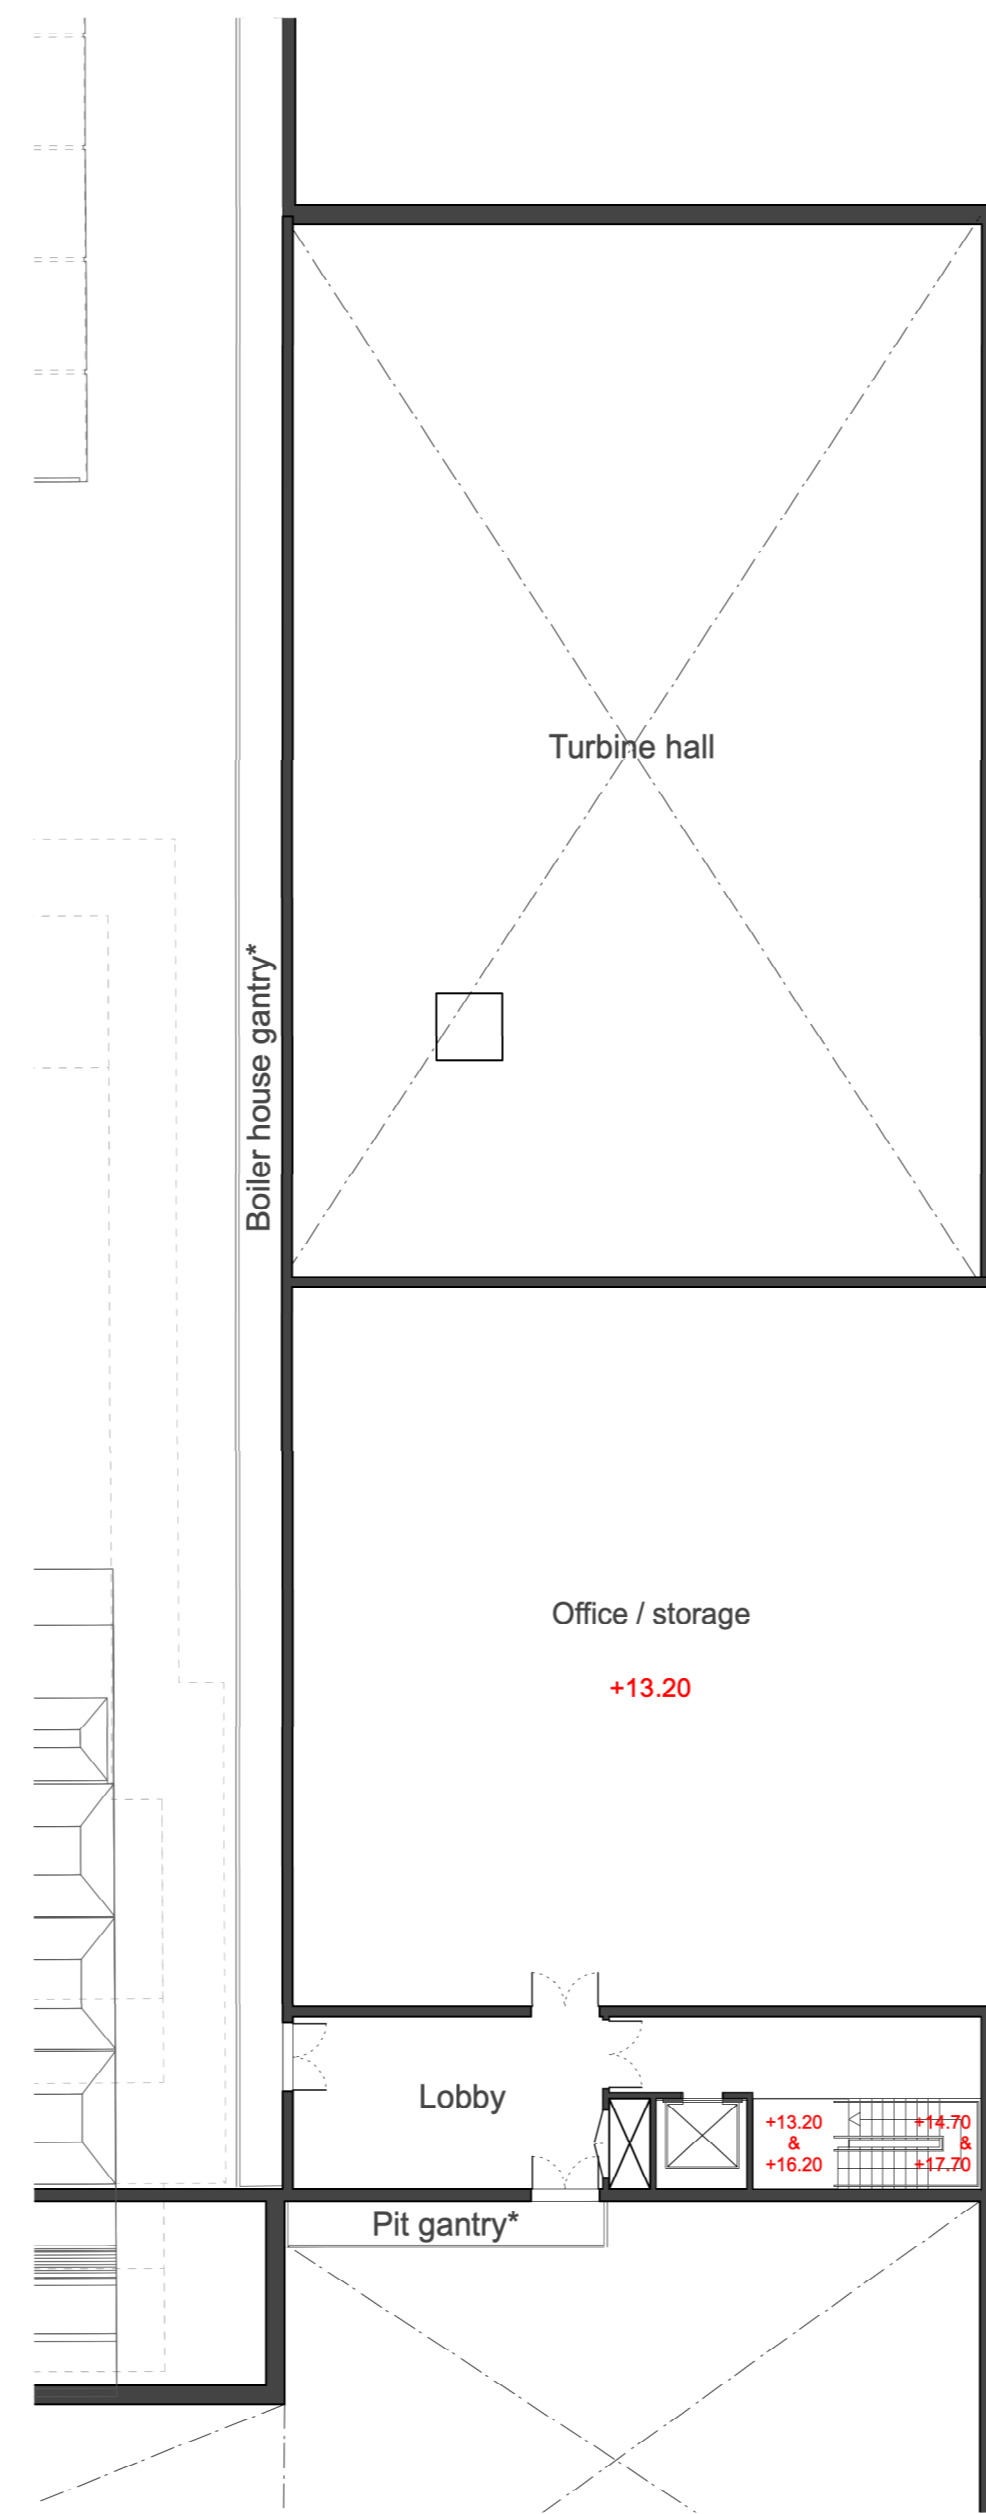 Turbine hall
Boiler house gantry*
Office / storage
+13.20
Lobby
+13.20
&
+16.20
+14.70
&
+17.70
Pit gantry*